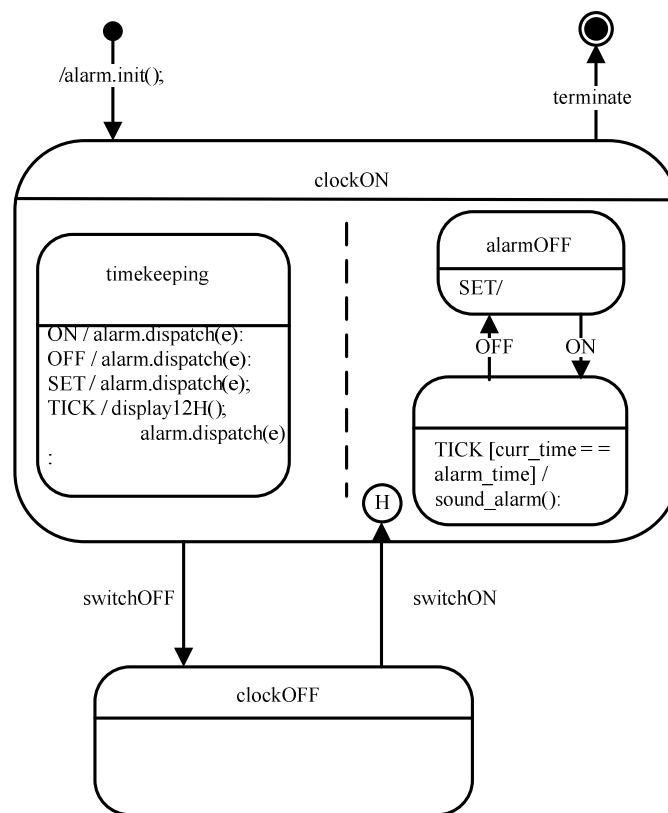 /alarm.init();
terminate
clockON
timekeeping
ON / alarm.dispatch(e):
OFF / alarm.dispatch(e):
SET / alarm.dispatch(e);
TICK / display12H();
alarm.dispatch(e)
:
alarmOFF
SET/
OFF
ON
TICK [curr_time = =
alarm_time] /
sound_alarm():
H
switchOFF
switchON
clockOFF